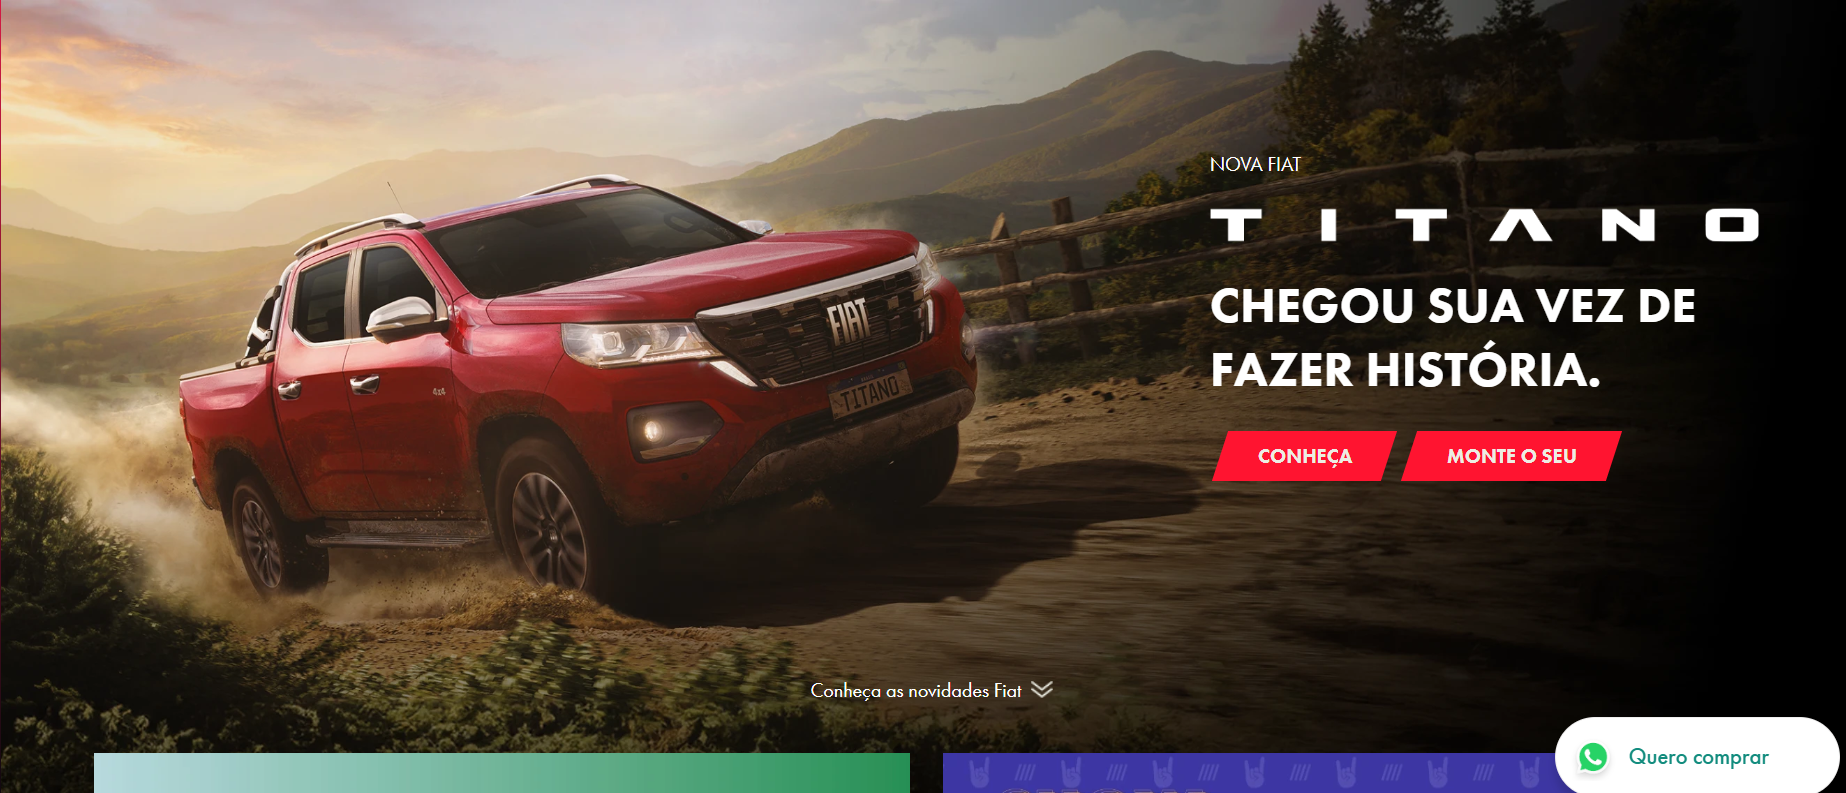 NOVA FIAT
TITANO
CHEGOU SUA VEZ DE
FAZER HISTÓRIA.
CONHEÇA
MONTE O SEU
FIAT
TITANO
4x4
Conheça as novidades Fiat
Quero comprar